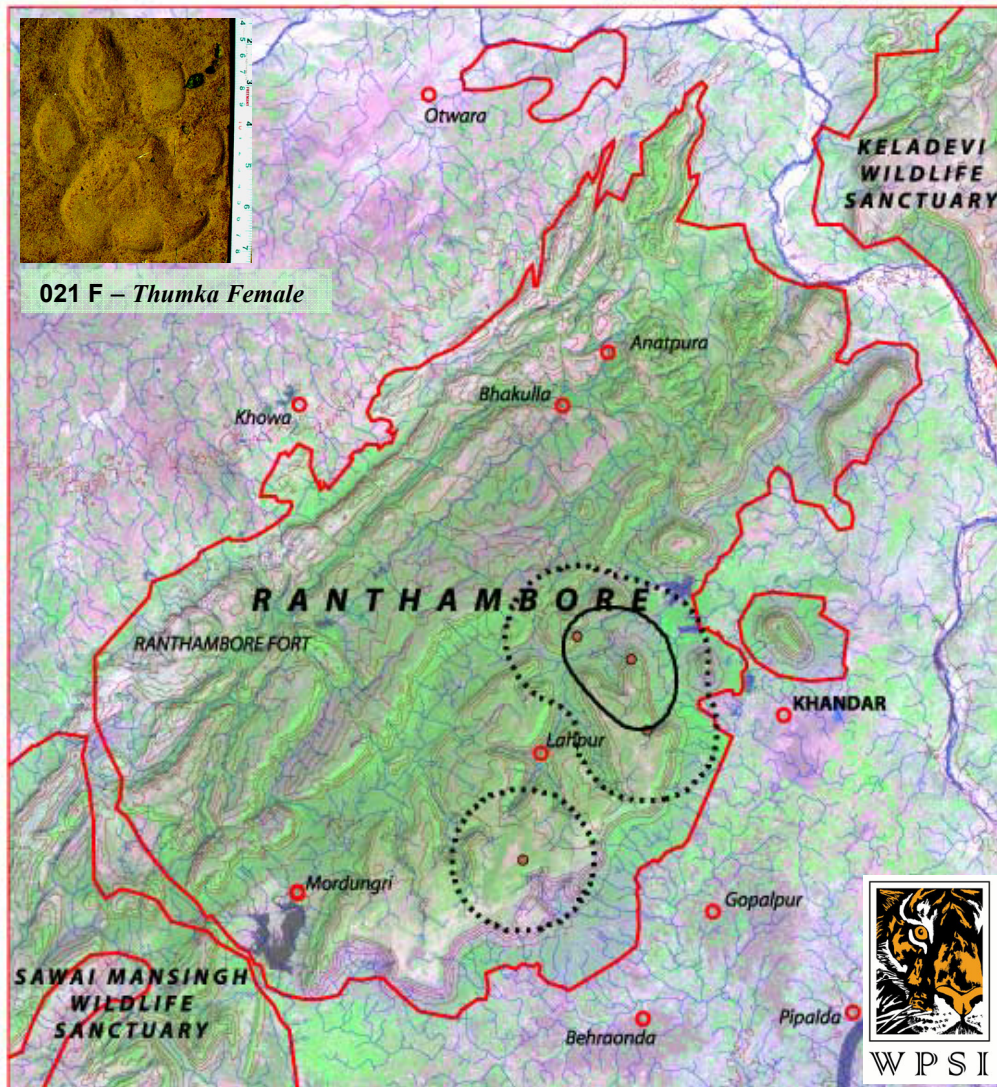 021 F – Thumka Female
Otwara
KELADEVI
WILDLIFE
SANCTUARY
Anatpura
Bhakulla
Khowa
RANTHAMBORE
RANTHAMBORE FORT
KHANDAR
Lahpur
Mordungri
Gopalpur
SAWAI MANSINGH
WILDLIFE
SANCTUARY
Behraonda
Pipalda
WPSI